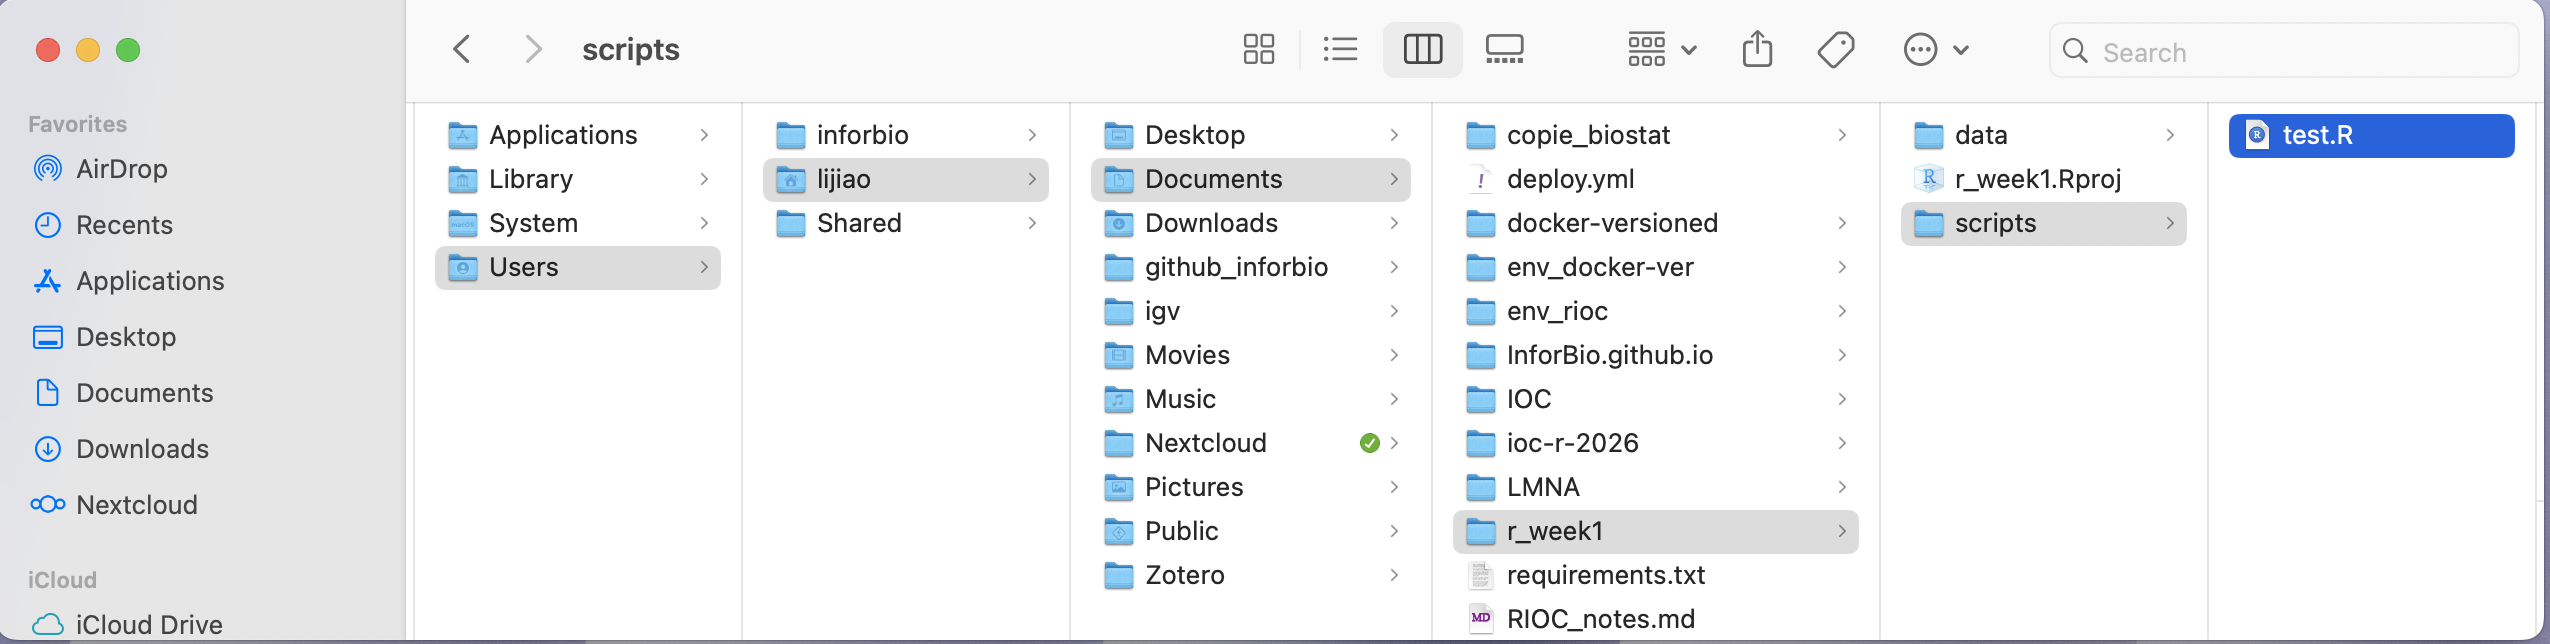 scripts
Search
Favorites
AirDrop
Recents
Applications
Desktop
Documents
Downloads
Nextcloud
iCloud
iCloud Drive
Applications
Library
System
Users
inforbio
lijiao
Shared
Desktop
Documents
Downloads
github_inforbio
igv
Movies
Music
Nextcloud
Pictures
Public
Zotero
copie_biostat
deploy.yml
docker-versioned
env_docker-ver
env_rioc
InforBio.github.io
IOC
ioc-r-2026
LMNA
r_week1
requirements.txt
RIOC_notes.md
data
r_week1.Rproj
scripts
test.R